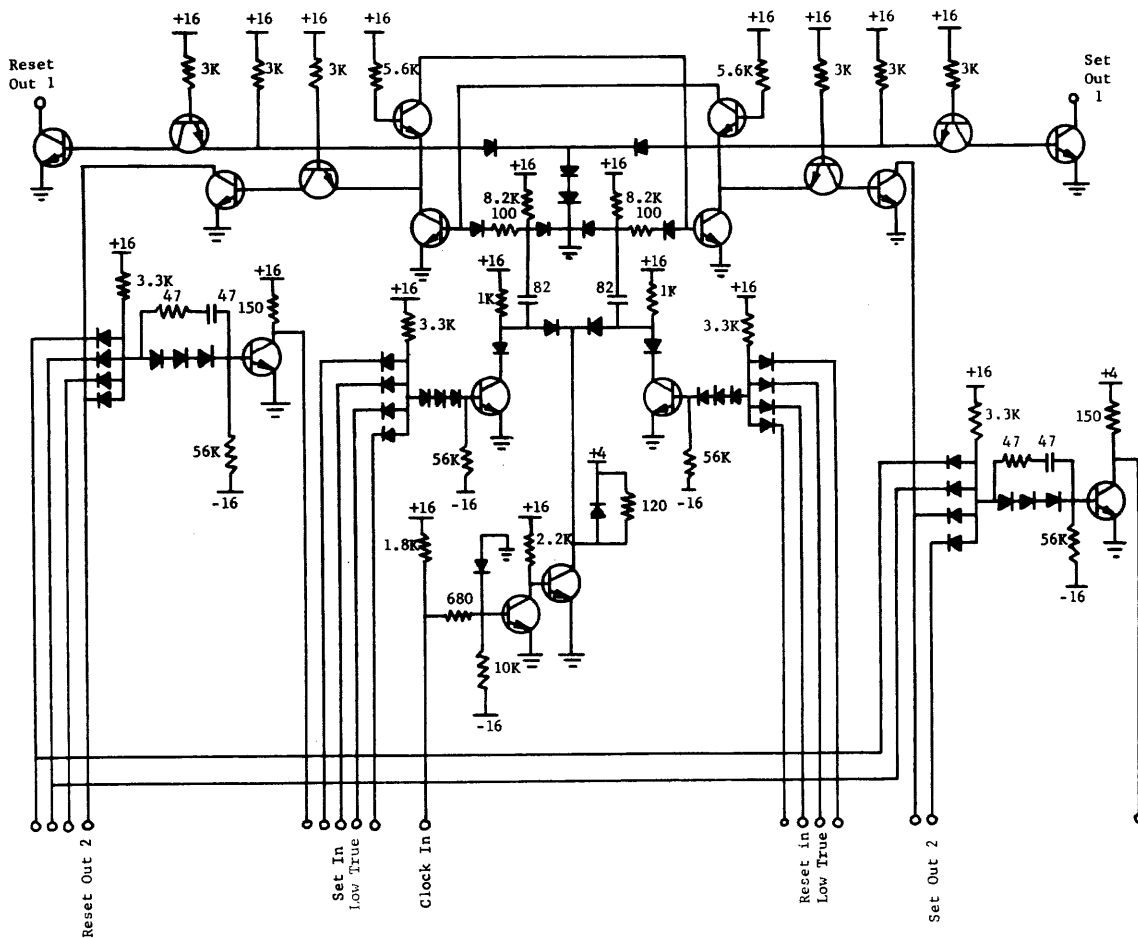 +16 +16 +16 +16 +16 +16 +16 +16
Reset
Out 1
3K 3K 3K 5.6K 5.6K 3K 3K 3K
Set
Out
1
+16 +16
8.2K 8.2K
100 100
+16 +16 +16 +16
3.3K 47 47 150 1K 82 82 1K
+16 +16
3.3K 3.3K
+16 +4
3.3K 150
56K 56K 56K 47 47
-16 -16 -16
+4
120
+16 +16
1.8K 2.2K
56K
680
-16
10K
-16
Reset Out 2
Set In
Low True
Clock In
Reset in
Low True
Set Out 2